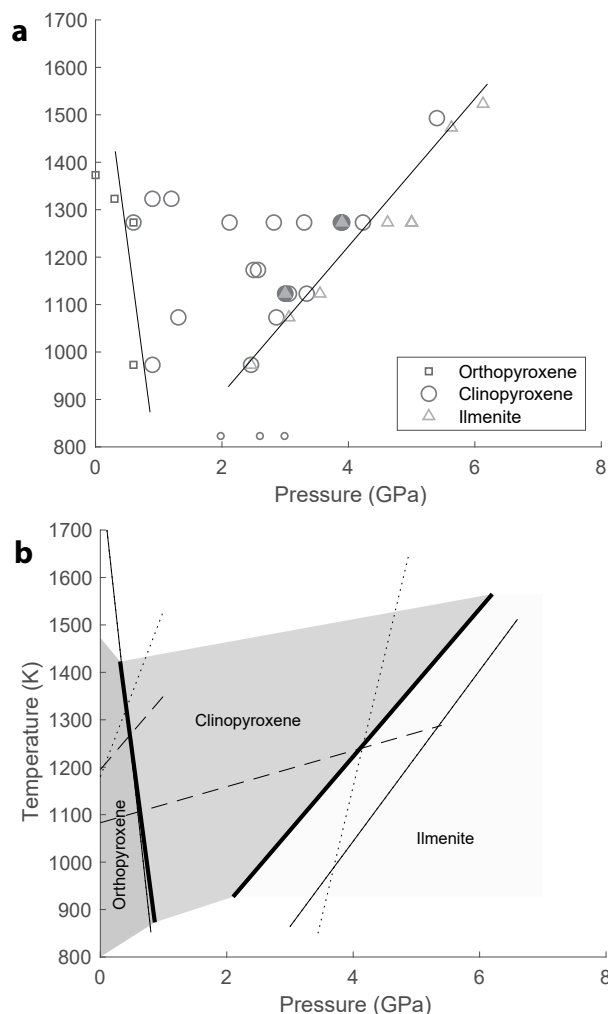 a
1700
1600
1500
1400
1300
1200
1100
1000
900
800
0
2
4
6
8
Pressure (GPa)
Orthopyroxene
Clinopyroxene
Ilmenite
b
1700
1600
1500
1400
1300
1200
1100
1000
900
800
Temperature (K)
Clinopyroxene
Orthopyroxene
Ilmenite
0
2
4
6
8
Pressure (GPa)